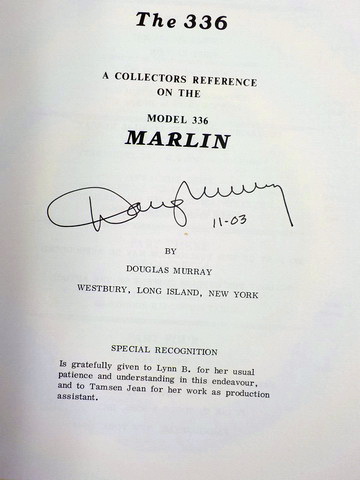 The 336
A COLLECTORS REFERENCE
ON THE
MODEL 336
MARLIN
Doug Murray
11-03
BY
DOUGLAS MURRAY
WESTBURY, LONG ISLAND, NEW YORK
SPECIAL RECOGNITION
Is gratefully given to Lynn B. for her usual
patience and understanding in this endeavour,
and to Tamsen Jean for her work as production
assistant.